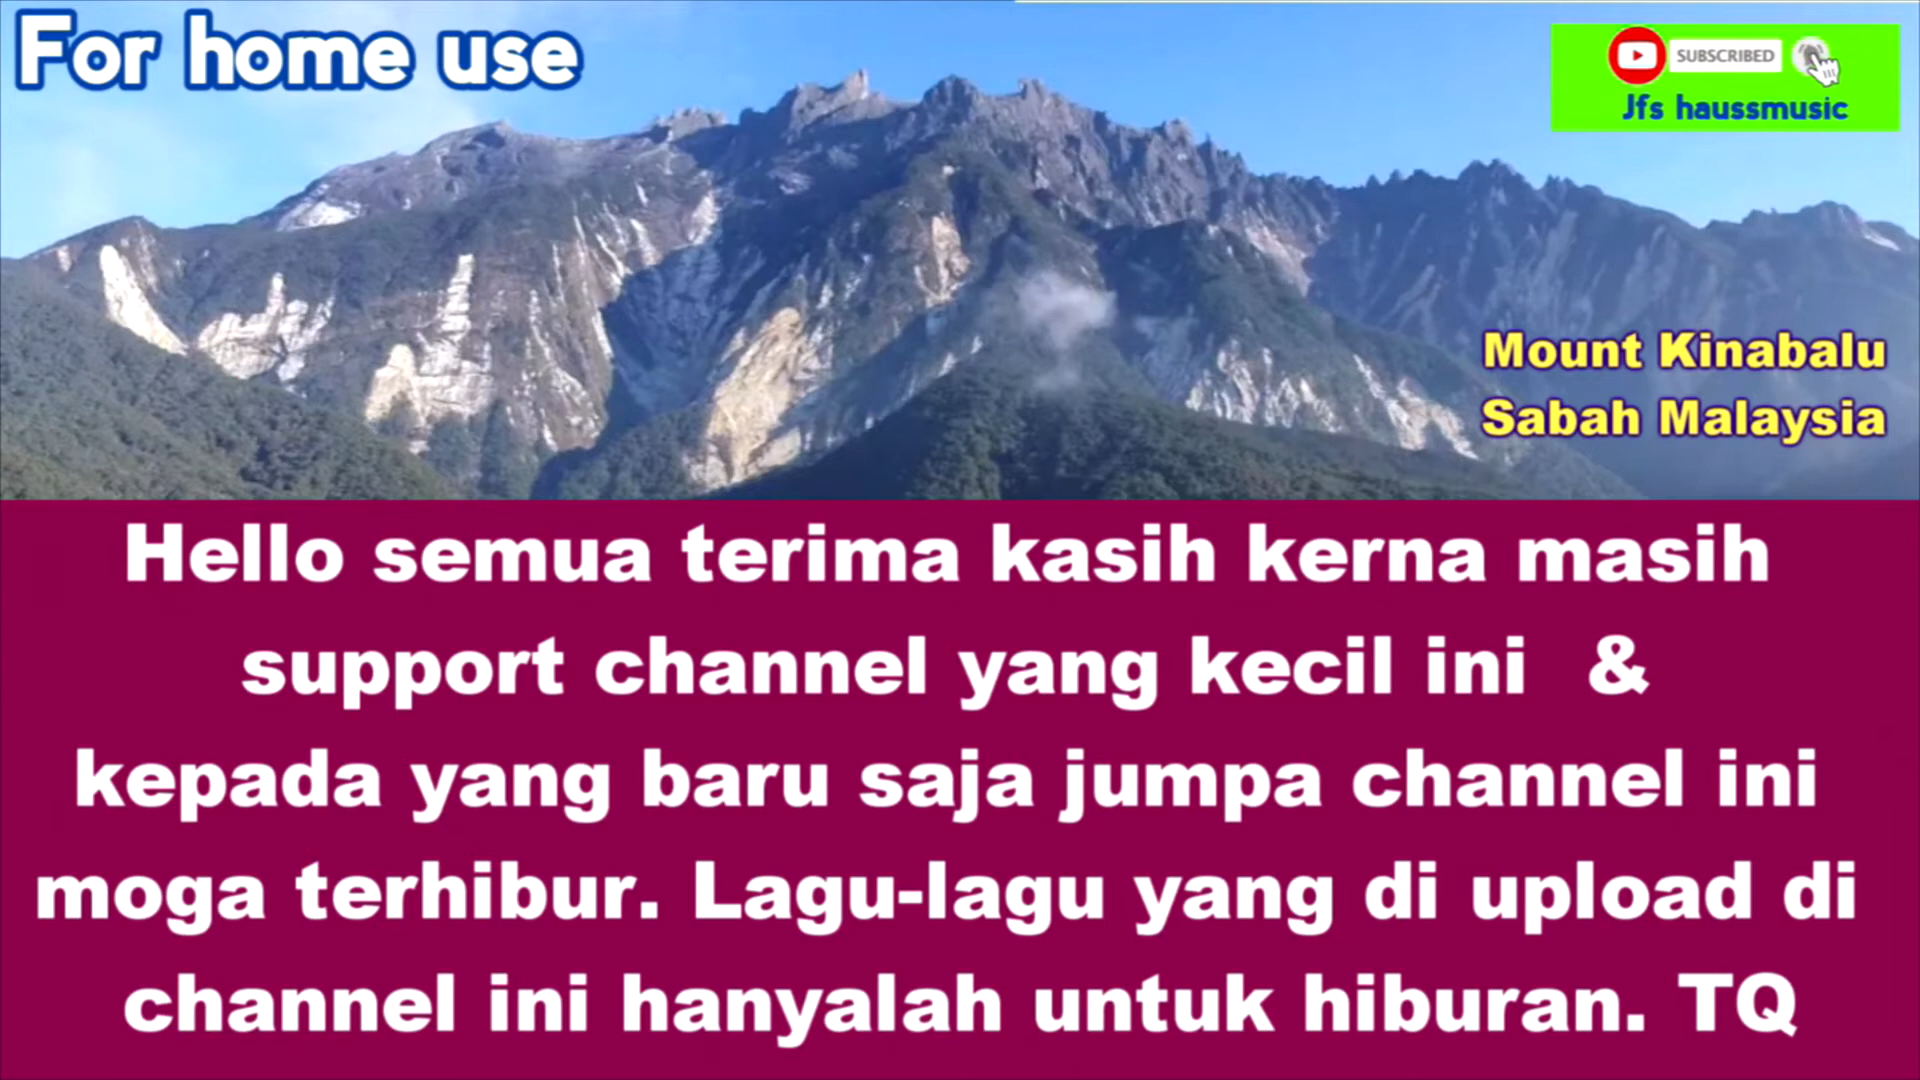 For home use
SUBSCRIBED
Jfs haussmusic
Mount Kinabalu
Sabah Malaysia
Hello semua terima kasih kerna masih
support channel yang kecil ini &
kepada yang baru saja jumpa channel ini
moga terhibur. Lagu-lagu yang di upload di
channel ini hanyalah untuk hiburan. TQ